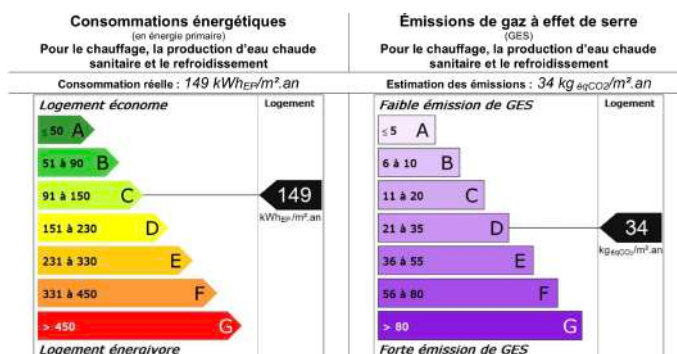 Consommations énergétiques
(en énergie primaire)
Pour le chauffage, la production d'eau chaude
sanitaire et le refroidissement
Consommation réelle : 149 kWhEP/m².an
Logement économe
Logement
≤ 50 A
51 à 90 B
91 à 150 C
149
kWhEP/m².an
151 à 230 D
231 à 330 E
331 à 450 F
> 450 G
Logement énergivore
Émissions de gaz à effet de serre
(GES)
Pour le chauffage, la production d'eau chaude
sanitaire et le refroidissement
Estimation des émissions : 34 kg éqCO2/m².an
Faible émission de GES
Logement
≤ 5 A
6 à 10 B
11 à 20 C
21 à 35 D
34
kgéqCO2/m².an
36 à 55 E
56 à 80 F
> 80 G
Forte émission de GES